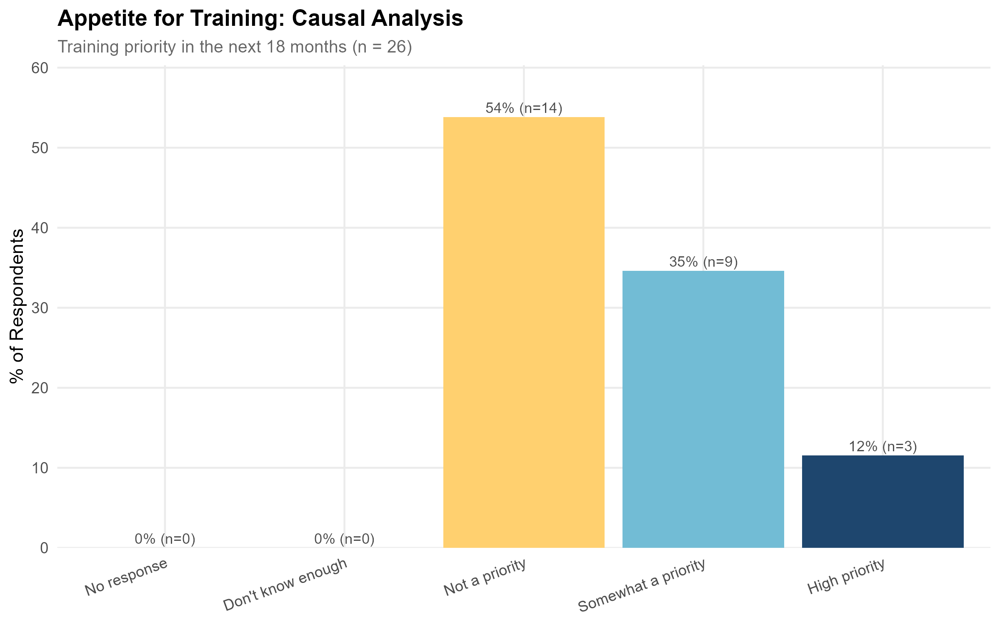 Appetite for Training: Causal Analysis
Training priority in the next 18 months (n = 26)
% of Respondents
60
50
40
30
20
10
0
0% (n=0)
0% (n=0)
54% (n=14)
35% (n=9)
12% (n=3)
No response
Don't know enough
Not a priority
Somewhat a priority
High priority